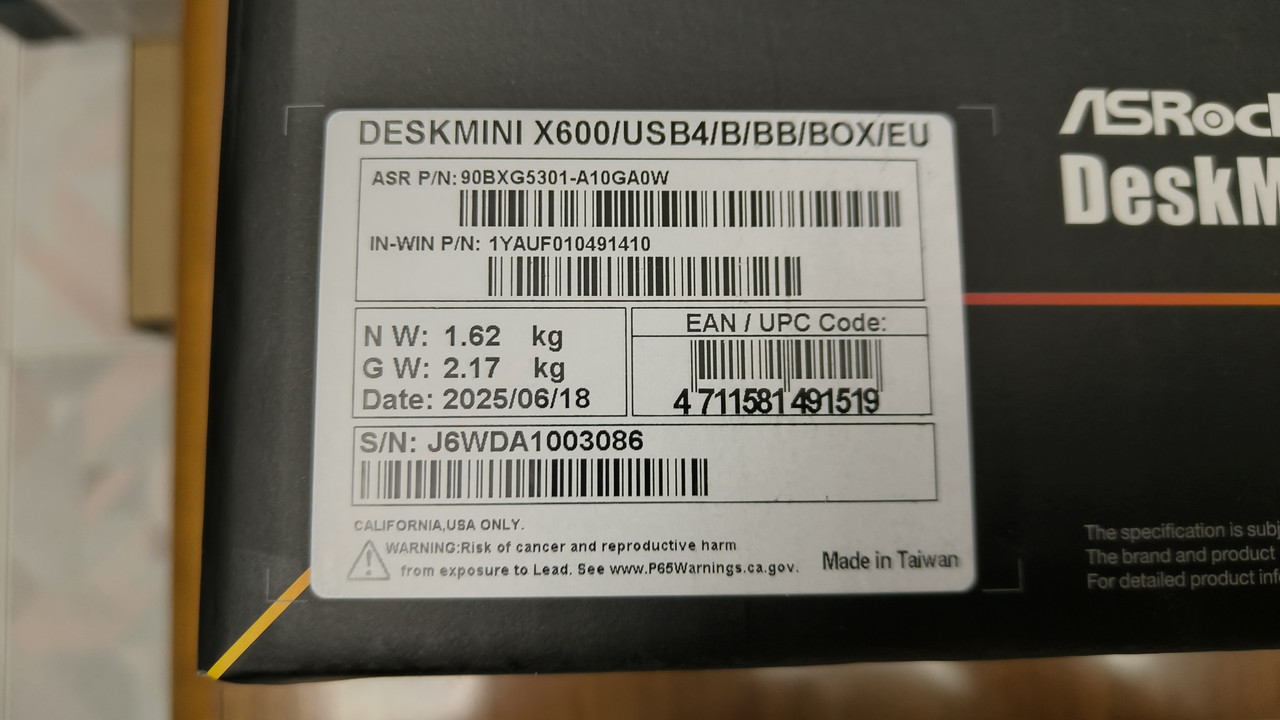 DESKMINI X600/USB4/B/BB/BOX/EU
ASR P/N: 90BXG5301-A10GA0W
IN-WIN P/N: 1YAUF010491410
N W: 1.62 kg
G W: 2.17 kg
Date: 2025/06/18
EAN / UPC Code:
4 711581 491519
S/N: J6WDA1003086
CALIFORNIA,USA ONLY.
WARNING:Risk of cancer and reproductive harm
from exposure to Lead. See www.P65Warnings.ca.gov.
Made in Taiwan
ASRock
DeskM
The specification is subj
The brand and product
For detailed product inf